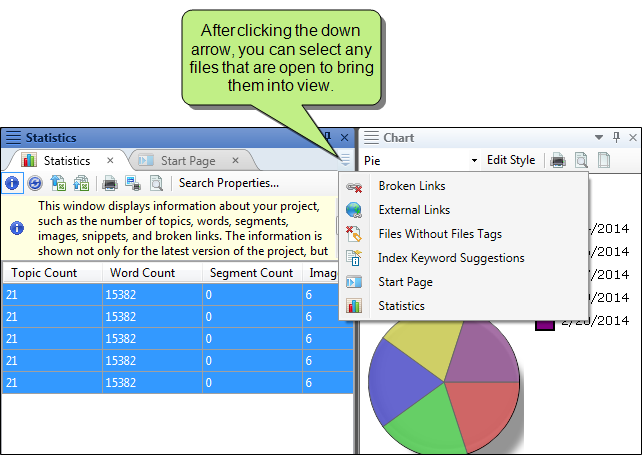 After clicking the down
arrow, you can select any
files that are open to bring
them into view.
Statistics
Chart
Statistics
Start Page
Pie
Edit Style
Search Properties...
This window displays information about your project,
such as the number of topics, words, segments,
images, snippets, and broken links. The information is
shown not only for the latest version of the project, but
Topic Count Word Count Segment Count Imag
21 15382 0 6
21 15382 0 6
21 15382 0 6
21 15382 0 6
21 15382 0 6
Broken Links
External Links
Files Without Files Tags
Index Keyword Suggestions
Start Page
Statistics
/2014
/2014
/2014
/2014
2/20/2014